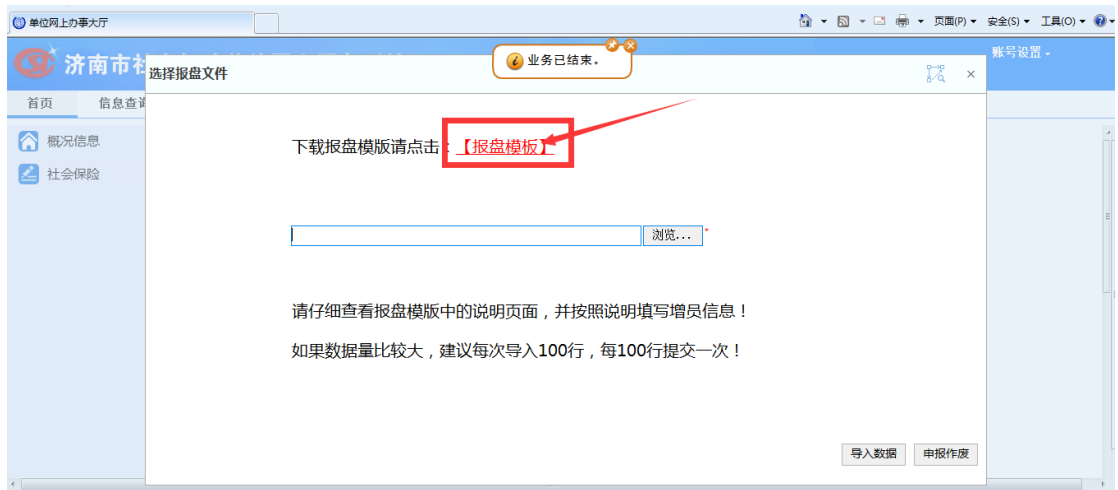 单位网上办事大厅
页面(P)
安全(S)
工具(O)
济南市社
账号设置
业务已结束。
选择报盘文件
首页
信息查询
概况信息
社会保险
下载报盘模版请点击：【报盘模板】
浏览... *
请仔细查看报盘模版中的说明页面，并按照说明填写增员信息！
如果数据量比较大，建议每次导入100行，每100行提交一次！
导入数据
申报作废